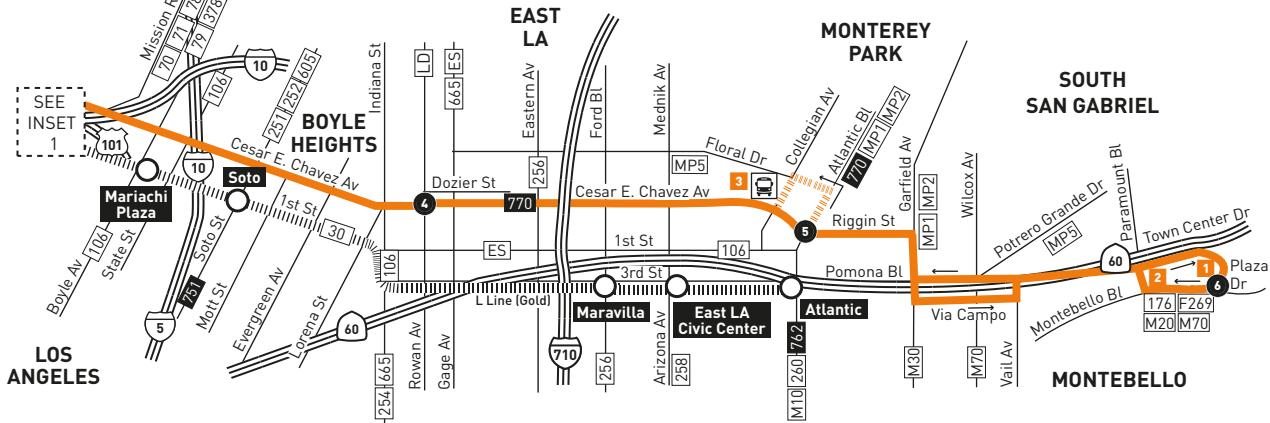 EAST
LA
MONTEREY
PARK
SOUTH
SAN GABRIEL
BOYLE
HEIGHTS
LOS
ANGELES
MONTEBELLO
SEE
INSET
1
101
10
10
5
60
710
60
70
71
79
378
106
251
252
605
Cesar E. Chavez Av
Mariachi
Plaza
Soto
1st St
30
106
Boyle Av
State St
Soto St
751
Mott St
Evergreen Av
Lorena St
Indiana St
LD
665
ES
4
Dozier St
770
Eastern Av
256
Ford Bl
Mednik Av
Cesar E. Chavez Av
MP5
Floral Dr
3
Collegian Av
Atlantic Bl
770
MP1
MP2
5
Riggin St
Garfield Av
MP1
MP2
Wilcox Av
Potrero Grande Dr
MP5
Paramount Bl
Town Center Dr
1
2
Plaza
Dr
6
Montebello Bl
176
F269
M20
M70
ES
1st St
106
106
3rd St
L Line (Gold)
Maravilla
East LA
Civic Center
Atlantic
Pomona Bl
Via Campo
254
665
Rowan Av
Gage Av
256
Arizona Av
258
M10
260
762
M30
M70
Vail Av